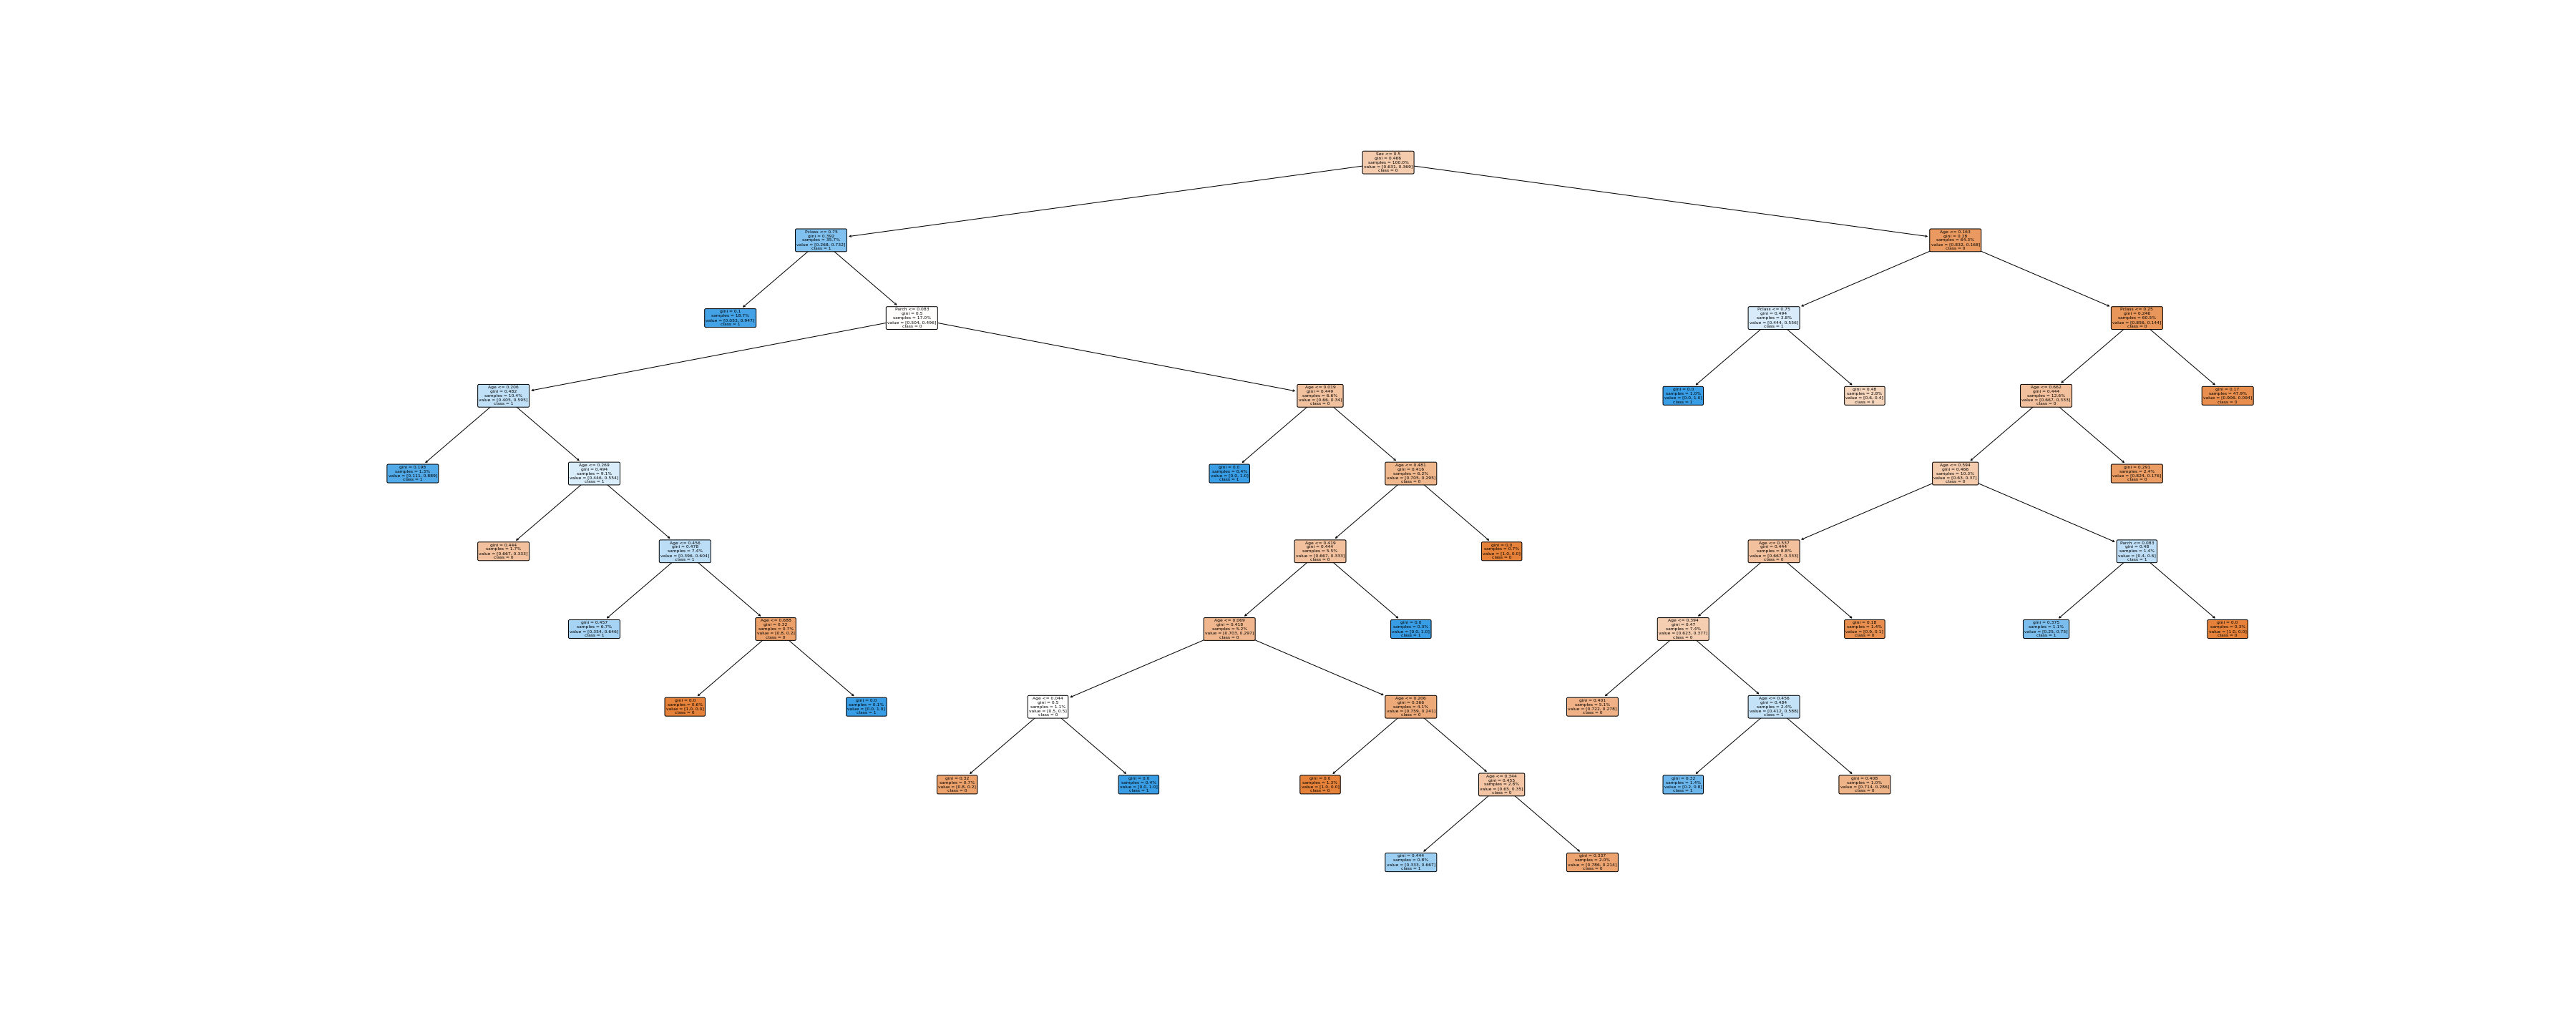 Sex <= 0.5
gini = 0.466
samples = 100.0%
value = [0.631, 0.369]
class = 0
Pclass <= 0.75
gini = 0.392
samples = 35.7%
value = [0.268, 0.732]
class = 1
Age <= 0.163
gini = 0.28
samples = 64.3%
value = [0.832, 0.168]
class = 0
gini = 0.1
samples = 18.7%
value = [0.053, 0.947]
class = 1
Parch <= 0.083
gini = 0.5
samples = 17.0%
value = [0.504, 0.496]
class = 0
Pclass <= 0.75
gini = 0.494
samples = 3.8%
value = [0.444, 0.556]
class = 1
Pclass <= 0.25
gini = 0.246
samples = 60.5%
value = [0.856, 0.144]
class = 0
Age <= 0.206
gini = 0.482
samples = 10.4%
value = [0.405, 0.595]
class = 1
Age <= 0.019
gini = 0.449
samples = 6.6%
value = [0.66, 0.34]
class = 0
gini = 0.0
samples = 1.0%
value = [0.0, 1.0]
class = 1
gini = 0.48
samples = 2.8%
value = [0.6, 0.4]
class = 0
gini = 0.444
samples = 12.6%
value = [0.667, 0.333]
class = 0
gini = 0.17
samples = 47.9%
value = [0.906, 0.094]
class = 0
gini = 0.198
samples = 1.3%
value = [0.111, 0.889]
class = 1
Age <= 0.269
gini = 0.494
samples = 9.1%
value = [0.446, 0.554]
class = 1
gini = 0.0
samples = 0.4%
value = [0.0, 1.0]
class = 1
Age <= 0.481
gini = 0.416
samples = 6.2%
value = [0.705, 0.295]
class = 0
Age <= 0.594
gini = 0.466
samples = 10.3%
value = [0.63, 0.37]
class = 0
gini = 0.291
samples = 2.4%
value = [0.824, 0.176]
class = 0
gini = 0.444
samples = 1.7%
value = [0.667, 0.333]
class = 0
Age <= 0.456
gini = 0.478
samples = 7.4%
value = [0.396, 0.604]
class = 1
Age <= 0.419
gini = 0.444
samples = 5.5%
value = [0.667, 0.333]
class = 0
gini = 0.0
samples = 0.7%
value = [1.0, 0.0]
class = 0
Age <= 0.537
gini = 0.444
samples = 8.8%
value = [0.667, 0.333]
class = 0
Parch <= 0.083
gini = 0.48
samples = 1.4%
value = [0.4, 0.6]
class = 1
gini = 0.457
samples = 6.7%
value = [0.354, 0.646]
class = 1
gini = 0.32
samples = 0.7%
value = [0.8, 0.2]
class = 0
Age <= 0.069
gini = 0.418
samples = 5.2%
value = [0.703, 0.297]
class = 0
gini = 0.0
samples = 0.3%
value = [0.0, 1.0]
class = 1
Age <= 0.394
gini = 0.47
samples = 7.4%
value = [0.623, 0.377]
class = 0
gini = 0.18
samples = 1.4%
value = [0.9, 0.1]
class = 0
gini = 0.375
samples = 1.1%
value = [0.25, 0.75]
class = 1
gini = 0.0
samples = 0.3%
value = [1.0, 0.0]
class = 0
gini = 0.0
samples = 0.6%
value = [1.0, 0.0]
class = 0
gini = 0.0
samples = 0.1%
value = [0.0, 1.0]
class = 1
Age <= 0.044
gini = 0.5
samples = 1.1%
value = [0.5, 0.5]
class = 0
Age <= 0.206
gini = 0.366
samples = 4.1%
value = [0.759, 0.241]
class = 0
gini = 0.401
samples = 5.1%
value = [0.722, 0.278]
class = 0
Age <= 0.456
gini = 0.484
samples = 2.4%
value = [0.412, 0.588]
class = 1
gini = 0.32
samples = 0.7%
value = [0.8, 0.2]
class = 0
gini = 0.0
samples = 0.4%
value = [0.0, 1.0]
class = 1
gini = 0.0
samples = 1.3%
value = [1.0, 0.0]
class = 0
Age <= 0.344
gini = 0.455
samples = 2.8%
value = [0.65, 0.35]
class = 0
gini = 0.32
samples = 1.4%
value = [0.2, 0.8]
class = 1
gini = 0.408
samples = 1.0%
value = [0.714, 0.286]
class = 0
gini = 0.444
samples = 0.8%
value = [0.333, 0.667]
class = 1
gini = 0.337
samples = 2.0%
value = [0.786, 0.214]
class = 0